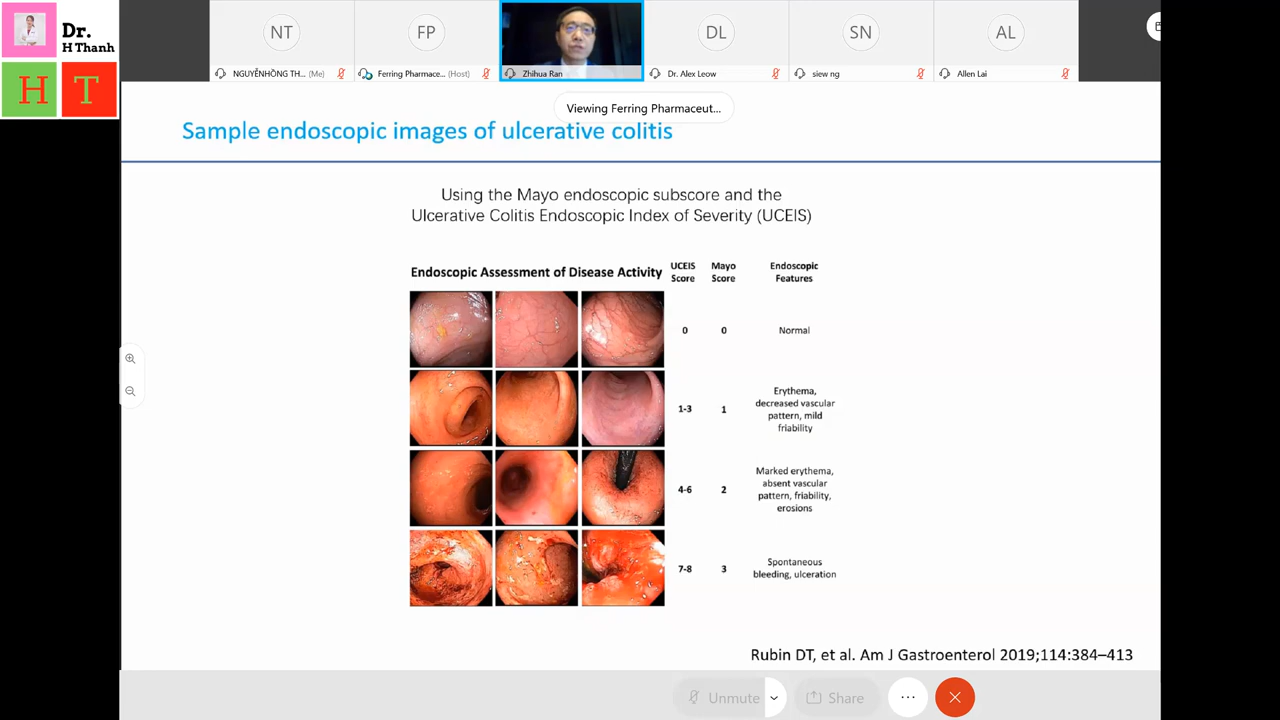 Dr.
H Thanh
H T
NT
FP
DL
SN
AL
NGUYỄNHỒNG TH... (Me)
Ferring Pharmace... (Host)
Zhihua Ran
Dr. Alex Leow
siew ng
Allen Lai
Viewing Ferring Pharmaceut...
Sample endoscopic images of ulcerative colitis
Using the Mayo endoscopic subscore and the
Ulcerative Colitis Endoscopic Index of Severity (UCEIS)
Endoscopic Assessment of Disease Activity
UCEIS
Score
Mayo
Score
Endoscopic
Features
0
0
Normal
1-3
1
Erythema,
decreased vascular
pattern, mild
friability
4-6
2
Marked erythema,
absent vascular
pattern, friability,
erosions
7-8
3
Spontaneous
bleeding, ulceration
Rubin DT, et al. Am J Gastroenterol 2019;114:384–413
Unmute
Share